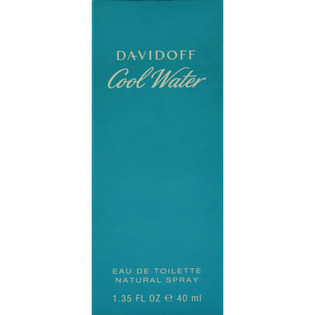 DAVIDOFF
Cool Water
EAU DE TOILETTE
NATURAL SPRAY
1.35 FL OZ ℮ 40 ml